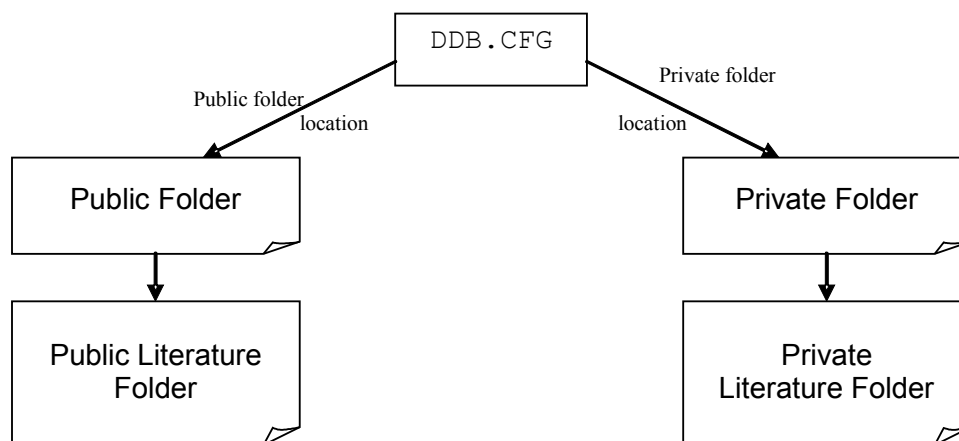 DDB.CFG
Public folder
location
Private folder
location
Public Folder
Private Folder
Public Literature
Folder
Private
Literature Folder